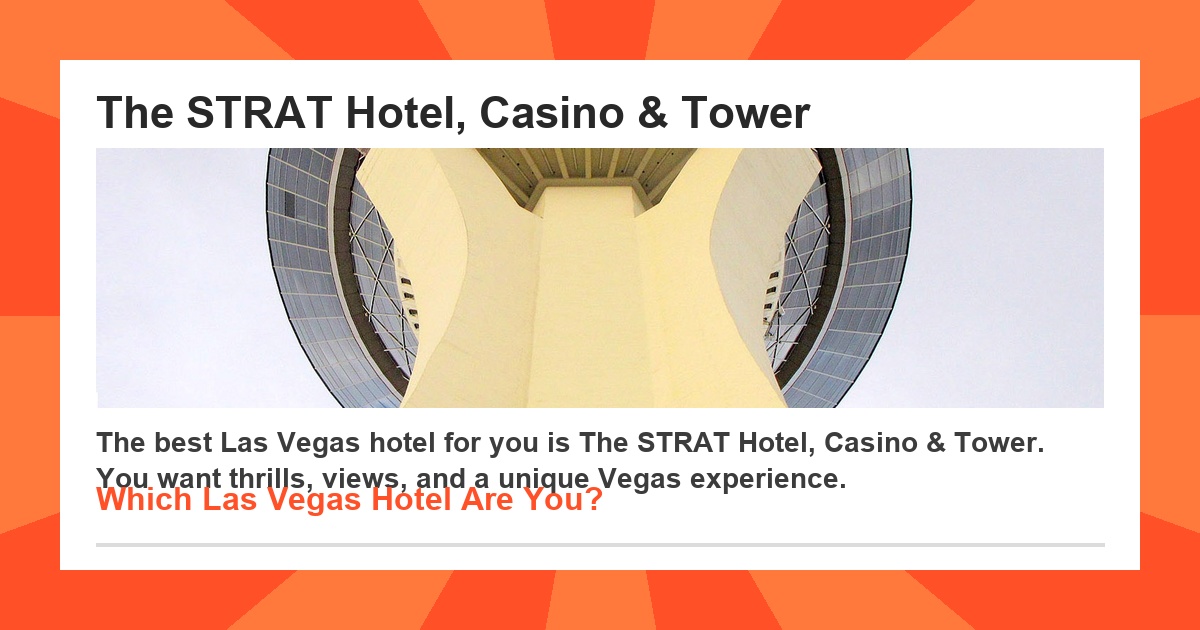 The STRAT Hotel, Casino & Tower
The best Las Vegas hotel for you is The STRAT Hotel, Casino & Tower.
You want thrills, views, and a unique Vegas experience.
Which Las Vegas Hotel Are You?